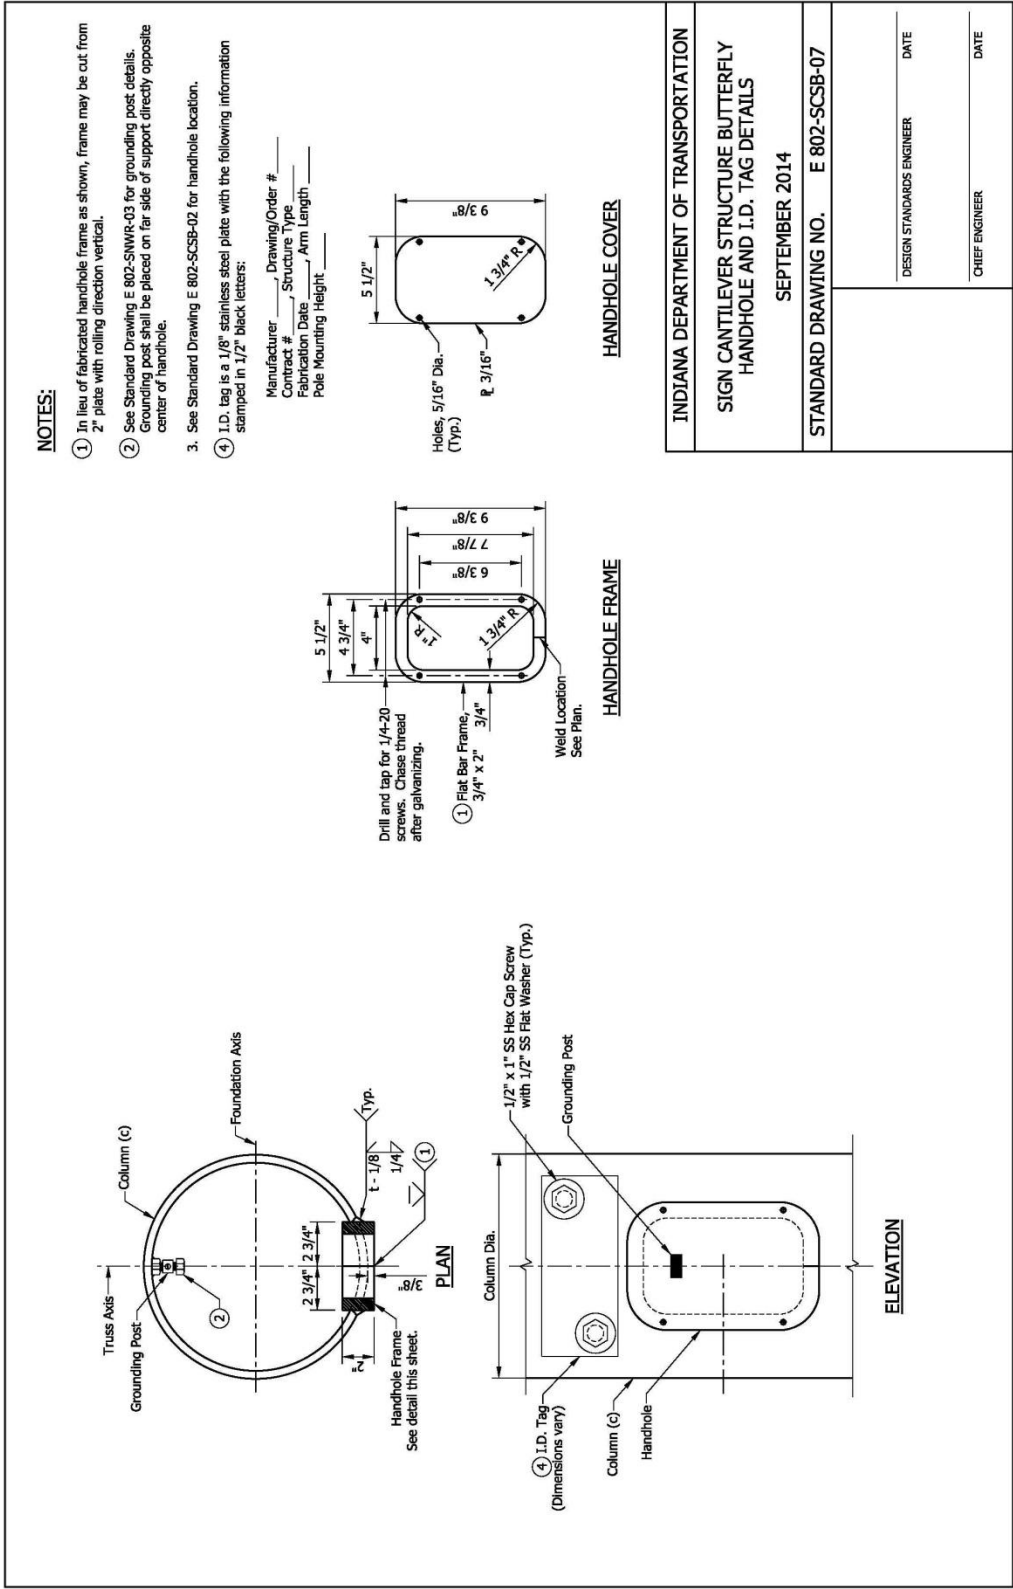 NOTES:
1 In lieu of fabricated handhole frame as shown, frame may be cut from
2" plate with rolling direction vertical.
2 See Standard Drawing E 802-SNWR-03 for grounding post details.
Grounding post shall be placed on far side of support directly opposite
center of handhole.
3. See Standard Drawing E 802-SCSB-02 for handhole location.
4 I.D. tag is a 1/8" stainless steel plate with the following information
stamped in 1/2" black letters:
Manufacturer ____, Drawing/Order # ____
Contract # ____, Structure Type ____
Fabrication Date ____, Arm Length ____
Pole Mounting Height ____
Truss Axis
Grounding Post
Column (c)
Foundation Axis
2
2 3/4"
2 3/4"
t - 1/8
1/4
Typ.
1
2"
3/8"
Handhole Frame
See detail this sheet.
PLAN
Column Dia.
1/2" x 1" SS Hex Cap Screw
with 1/2" SS Flat Washer (Typ.)
Grounding Post
4 I.D. Tag
(Dimensions vary)
Column (c)
Handhole
ELEVATION
Drill and tap for 1/4-20
screws. Chase thread
after galvanizing.
5 1/2"
4 3/4"
4"
1" R
1 3/4" R
6 3/8"
7 7/8"
9 3/8"
1 Flat Bar Frame,
3/4" x 2"
3/4"
Weld Location
See Plan.
HANDHOLE FRAME
5 1/2"
Holes, 5/16" Dia.
(Typ.)
PL 3/16"
1 3/4" R
9 3/8"
HANDHOLE COVER
INDIANA DEPARTMENT OF TRANSPORTATION
SIGN CANTILEVER STRUCTURE BUTTERFLY
HANDHOLE AND I.D. TAG DETAILS
SEPTEMBER 2014
STANDARD DRAWING NO. E 802-SCSB-07
DESIGN STANDARDS ENGINEER DATE
CHIEF ENGINEER DATE